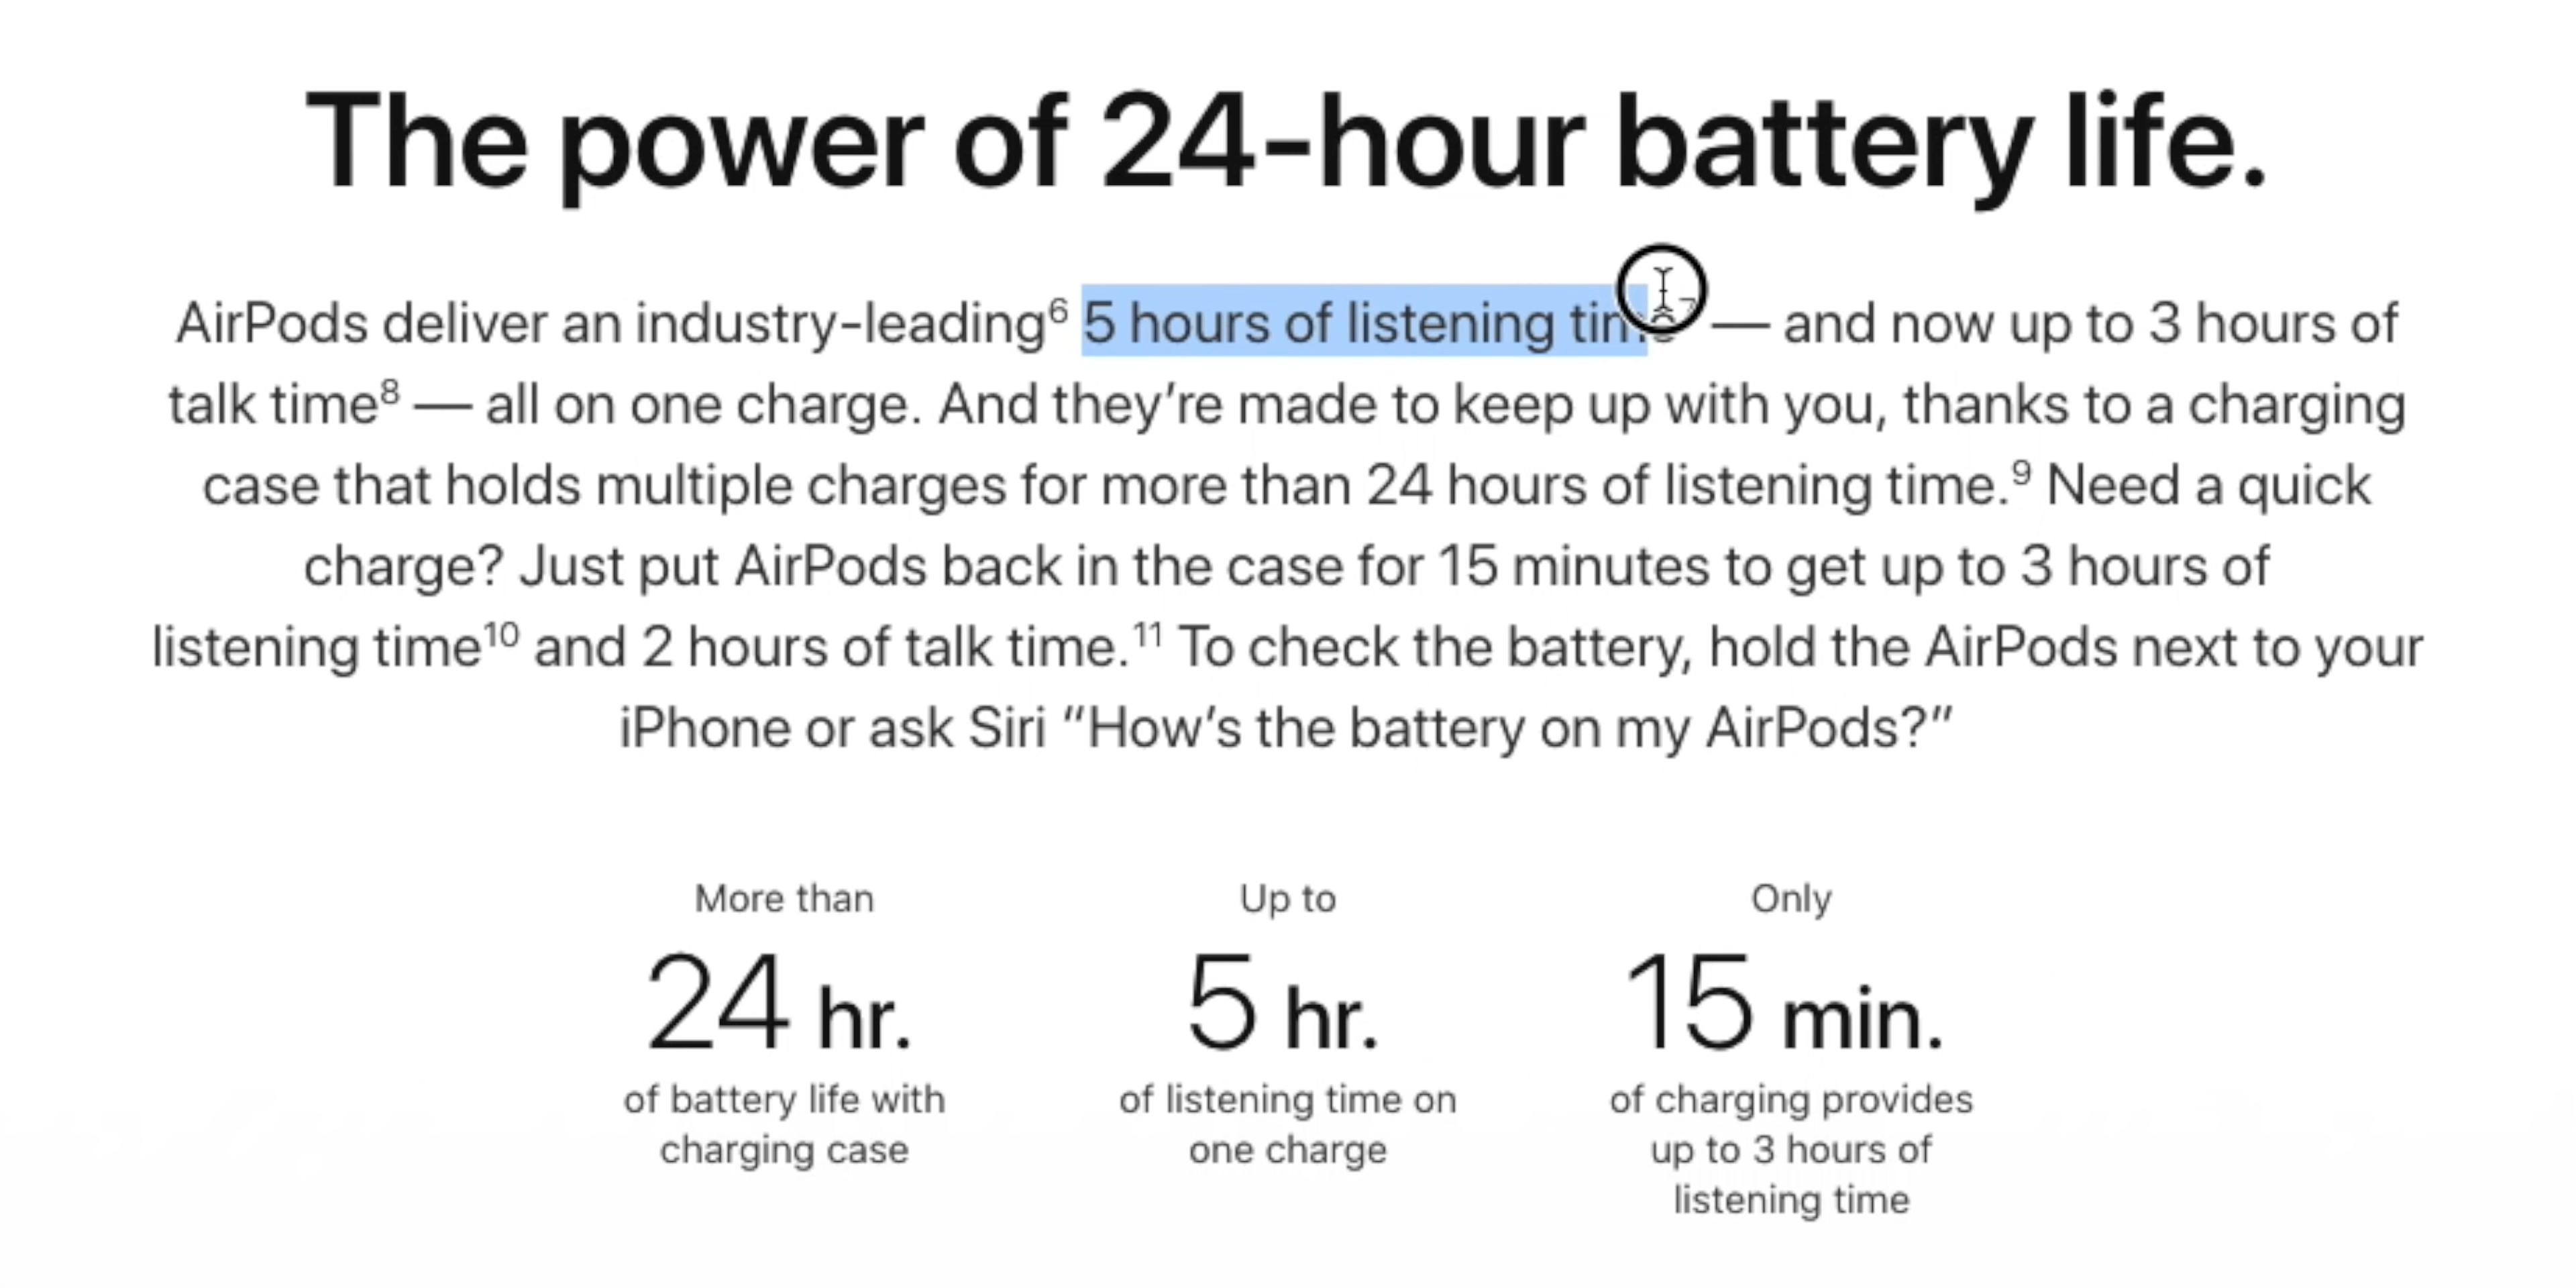 The power of 24-hour battery life.
AirPods deliver an industry-leading⁶ 5 hours of listening time⁷ — and now up to 3 hours of
talk time⁸ — all on one charge. And they’re made to keep up with you, thanks to a charging
case that holds multiple charges for more than 24 hours of listening time.⁹ Need a quick
charge? Just put AirPods back in the case for 15 minutes to get up to 3 hours of
listening time¹⁰ and 2 hours of talk time.¹¹ To check the battery, hold the AirPods next to your
iPhone or ask Siri “How’s the battery on my AirPods?”
More than
24 hr.
of battery life with
charging case
Up to
5 hr.
of listening time on
one charge
Only
15 min.
of charging provides
up to 3 hours of
listening time